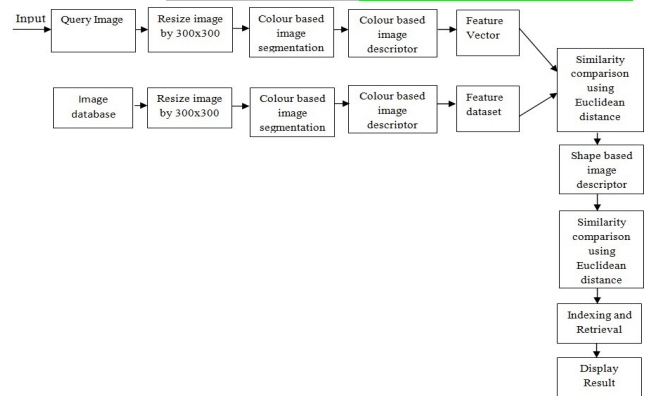 Input
Query Image
Resize image
by 300x300
Colour based
image
segmentation
Colour based
image
descriptor
Feature
Vector
Image
database
Resize image
by 300x300
Colour based
image
segmentation
Colour based
image
descriptor
Feature
dataset
Similarity
comparison
using
Euclidean
distance
Shape based
image
descriptor
Similarity
comparison
using
Euclidean
distance
Indexing and
Retrieval
Display
Result